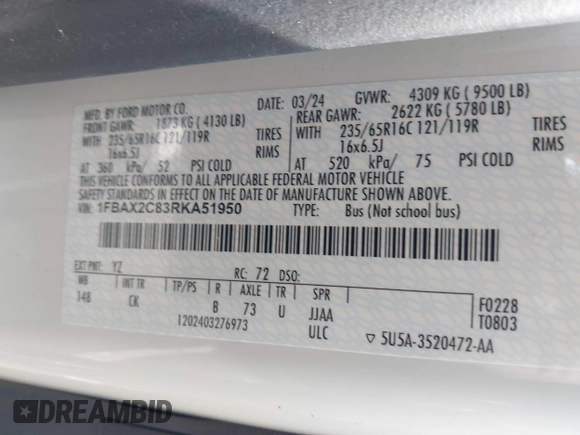 MFD. BY FORD MOTOR CO.
DATE: 03/24 GVWR: 4309 KG ( 9500 LB)
FRONT GAWR: 1873 KG ( 4130 LB)
REAR GAWR: 2622 KG ( 5780 LB)
WITH 235/65R16C 121/119R TIRES
WITH 235/65R16C 121/119R TIRES
16x6.5J RIMS
16x6.5J RIMS
AT 360 kPa/ 52 PSI COLD
AT 520 kPa/ 75 PSI COLD
THIS VEHICLE CONFORMS TO ALL APPLICABLE FEDERAL MOTOR VEHICLE
SAFETY STANDARDS IN EFFECT ON THE DATE OF MANUFACTURE SHOWN ABOVE.
VIN: 1FBAX2C83RKA51950 TYPE: Bus (Not school bus)
EXT PNT: YZ RC: 72 DSO:
WB INT TR TP/PS R AXLE TR SPR
148 CK B 73 U JJAA
F0228
T0803
I202403276973 ULC
▽ 5U5A-3520472-AA
DREAMBID